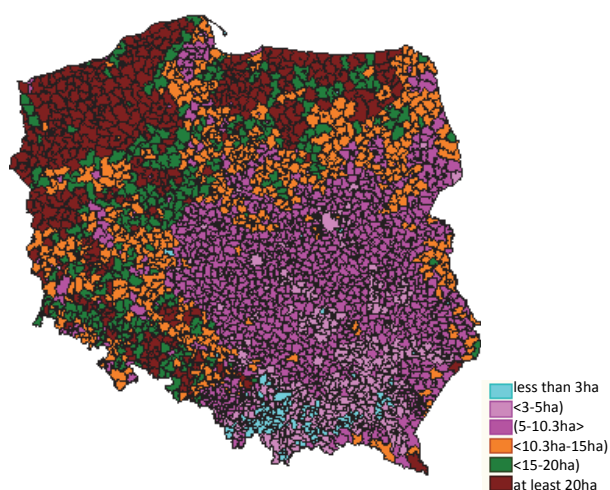 less than 3ha
<3-5ha)
(5-10.3ha>
<10.3ha-15ha)
<15-20ha)
at least 20ha